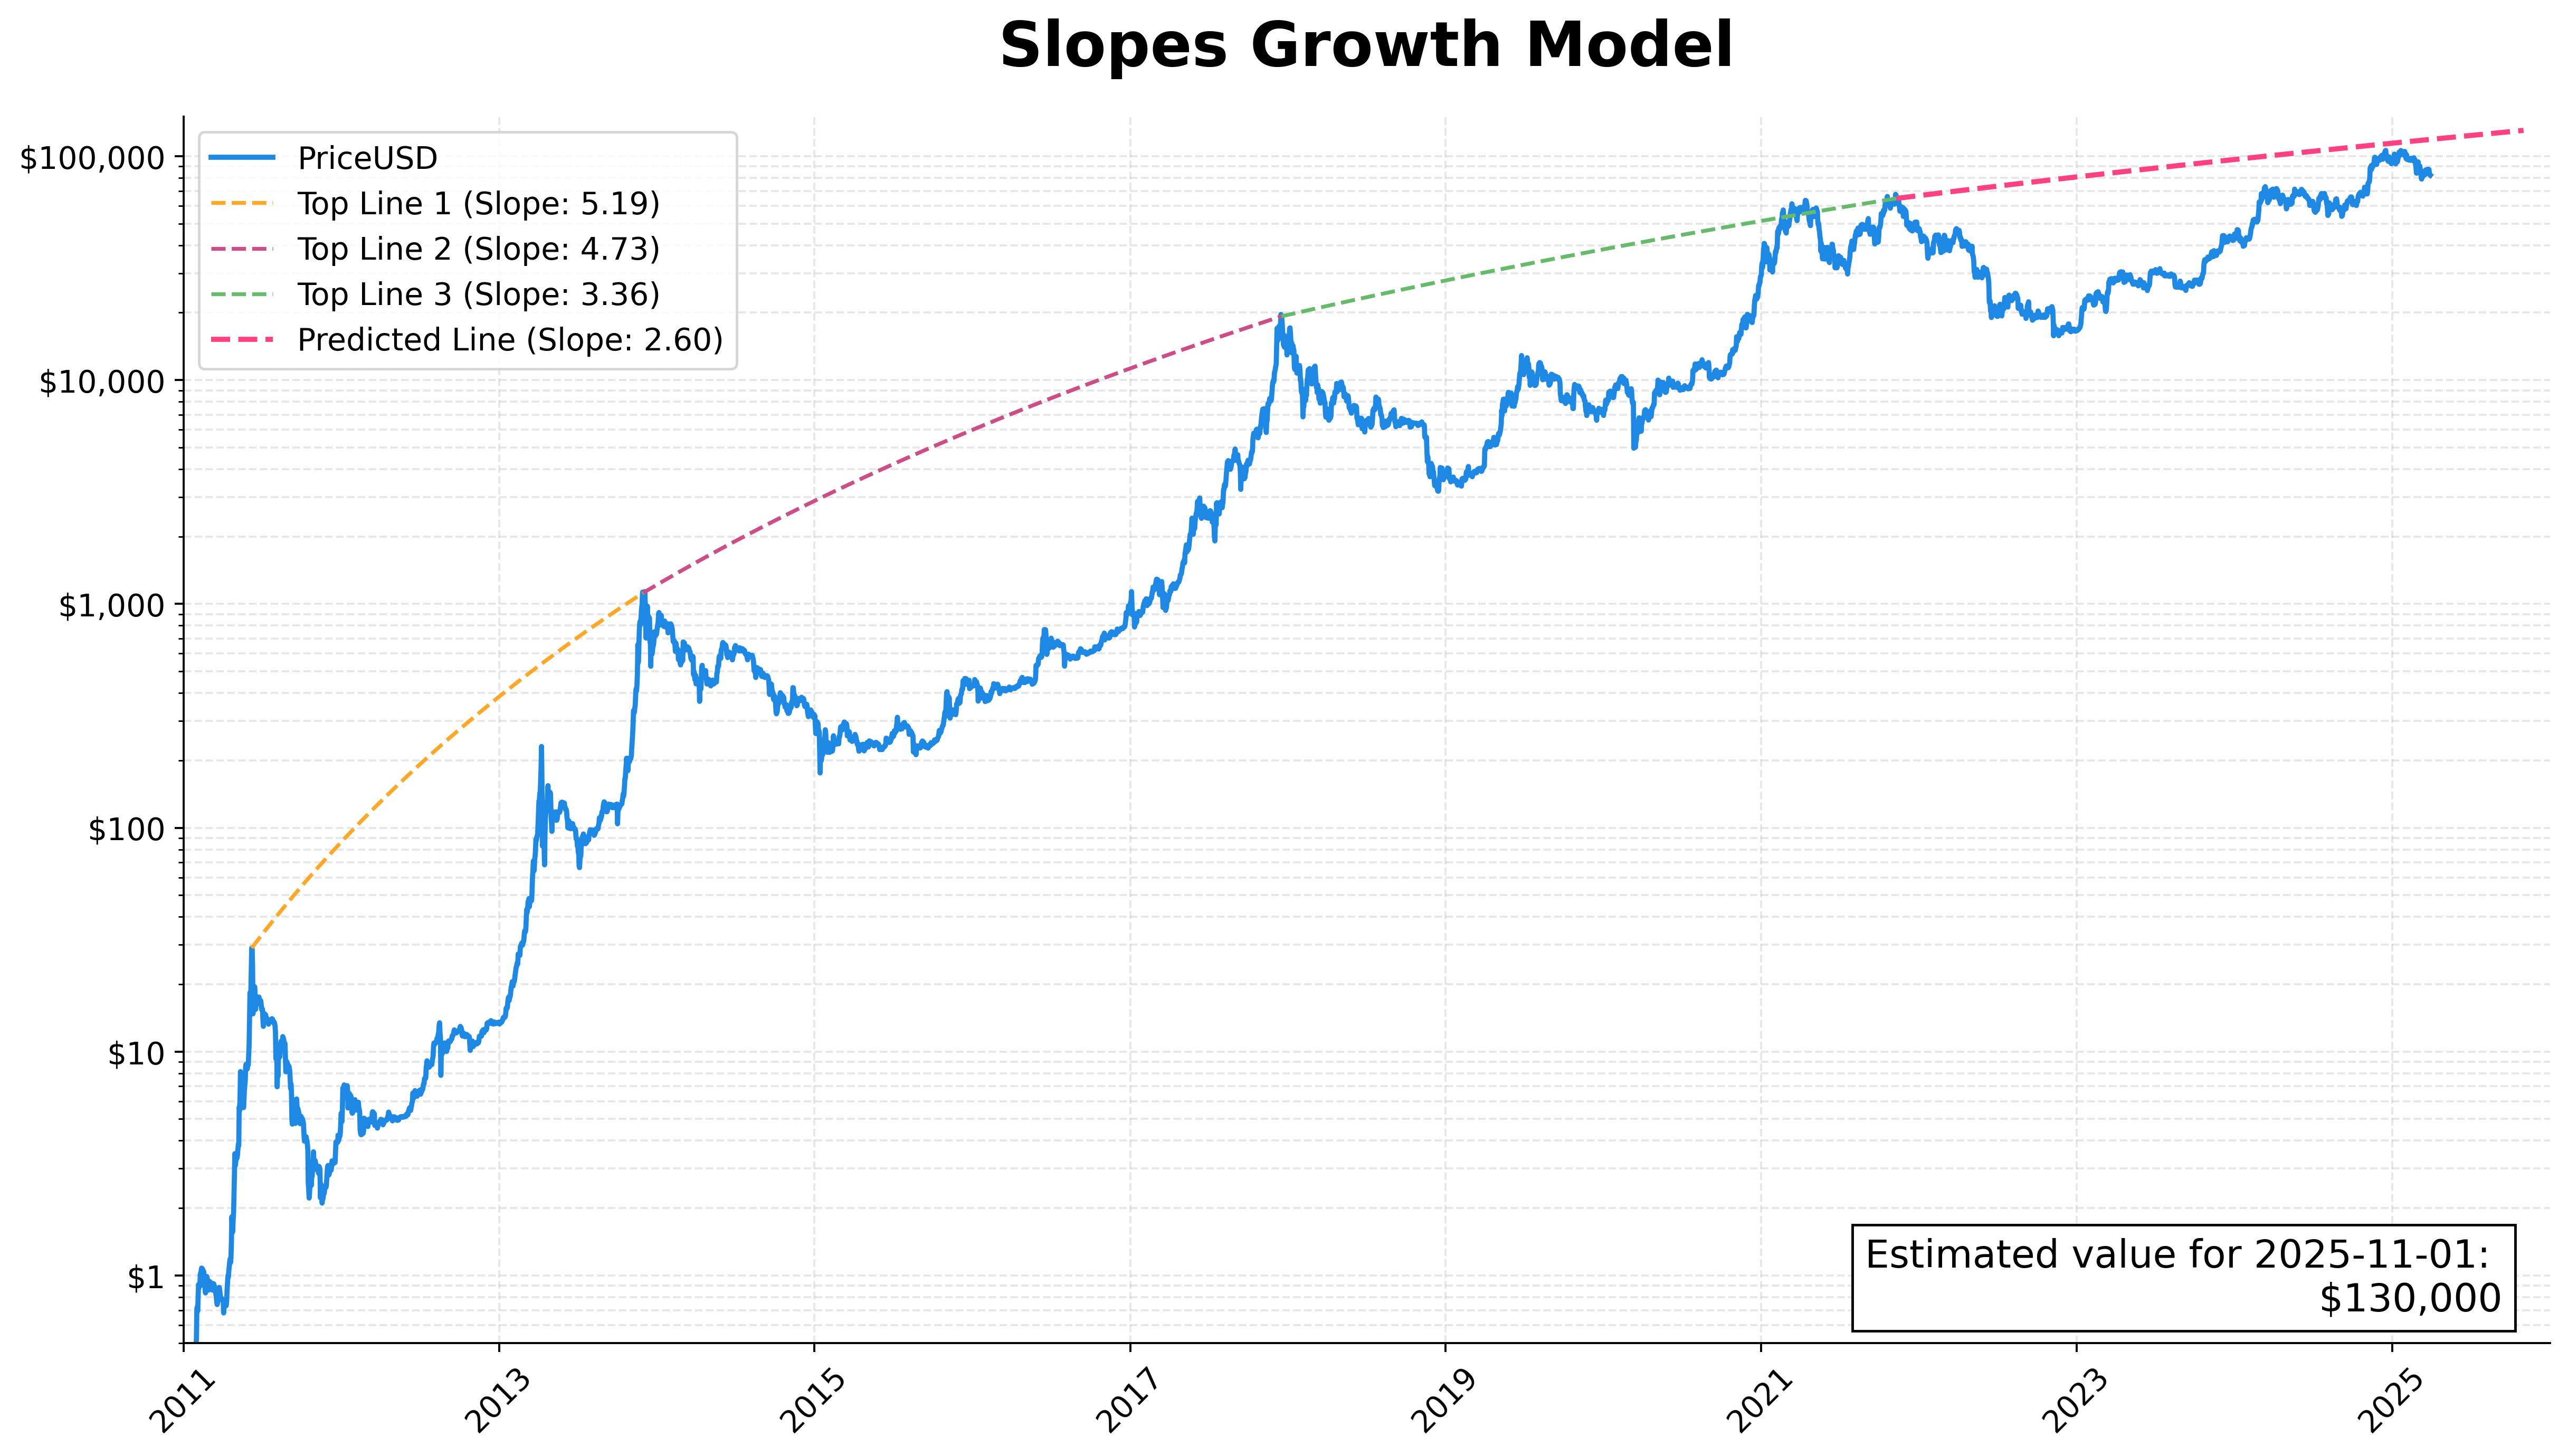 Slopes Growth Model
PriceUSD
Top Line 1 (Slope: 5.19)
Top Line 2 (Slope: 4.73)
Top Line 3 (Slope: 3.36)
Predicted Line (Slope: 2.60)
$100,000
$10,000
$1,000
$100
$10
$1
Estimated value for 2025-11-01:
$130,000
2011
2013
2015
2017
2019
2021
2023
2025